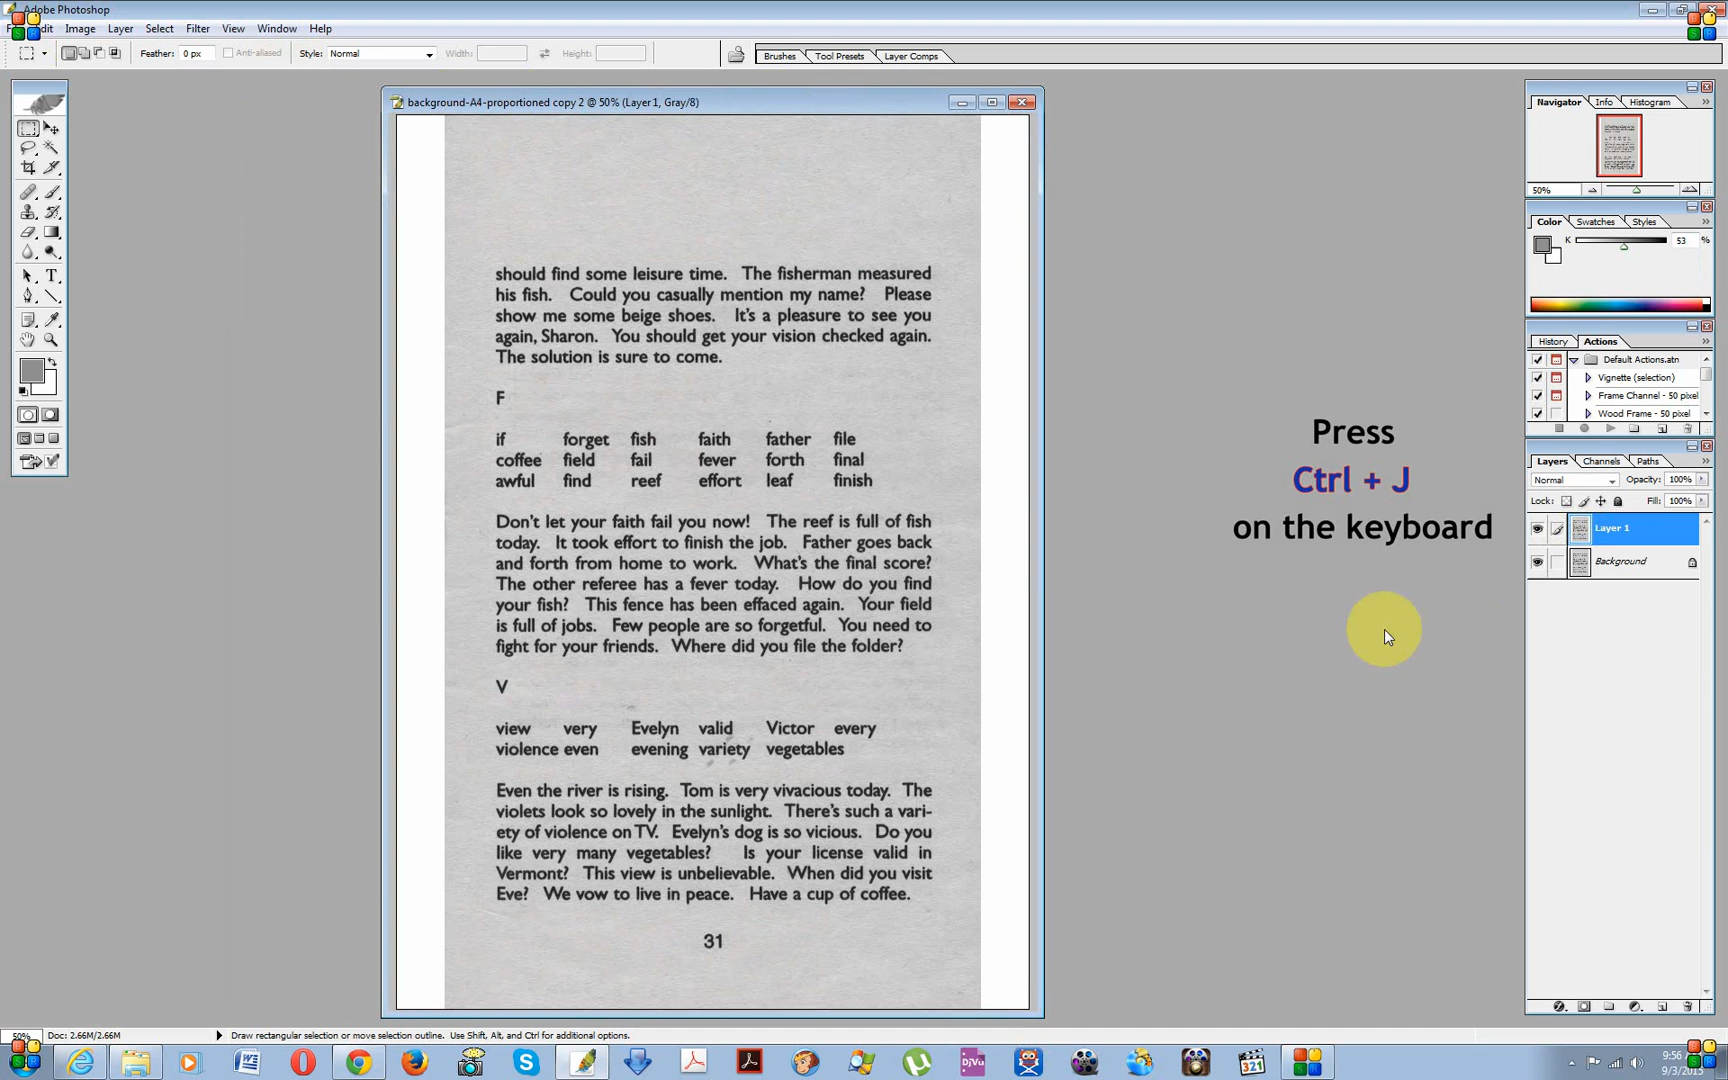 Adobe Photoshop
Image Layer Select Filter View Window Help
Feather: 0 px Anti-aliased Style: Normal Width: Height: Brushes Tool Presets Layer Comps
background-A4-proportioned copy 2 @ 50% (Layer 1, Gray/8)
should find some leisure time. The fisherman measured
his fish. Could you casually mention my name? Please
show me some beige shoes. It's a pleasure to see you
again, Sharon. You should get your vision checked again.
The solution is sure to come.
F
if forget fish faith father file
coffee field fail fever forth final
awful find reef effort leaf finish
Don't let your faith fail you now! The reef is full of fish
today. It took effort to finish the job. Father goes back
and forth from home to work. What's the final score?
The other referee has a fever today. How do you find
your fish? This fence has been effaced again. Your field
is full of jobs. Few people are so forgetful. You need to
fight for your friends. Where did you file the folder?
V
view very Evelyn valid Victor every
violence even evening variety vegetables
Even the river is rising. Tom is very vivacious today. The
violets look so lovely in the sunlight. There's such a vari-
ety of violence on TV. Evelyn's dog is so vicious. Do you
like very many vegetables? Is your license valid in
Vermont? This view is unbelievable. When did you visit
Eve? We vow to live in peace. Have a cup of coffee.
31
Press
Ctrl + J
on the keyboard
Navigator Info Histogram
50%
Color Swatches Styles
K 53 %
History Actions
Default Actions.atn
Vignette (selection)
Frame Channel - 50 pixel
Wood Frame - 50 pixel
Layers Channels Paths
Normal Opacity: 100%
Lock: Fill: 100%
Layer 1
Background
50% Doc: 2.66M/2.66M Draw rectangular selection or move selection outline. Use Shift, Alt, and Ctrl for additional options.
9:56